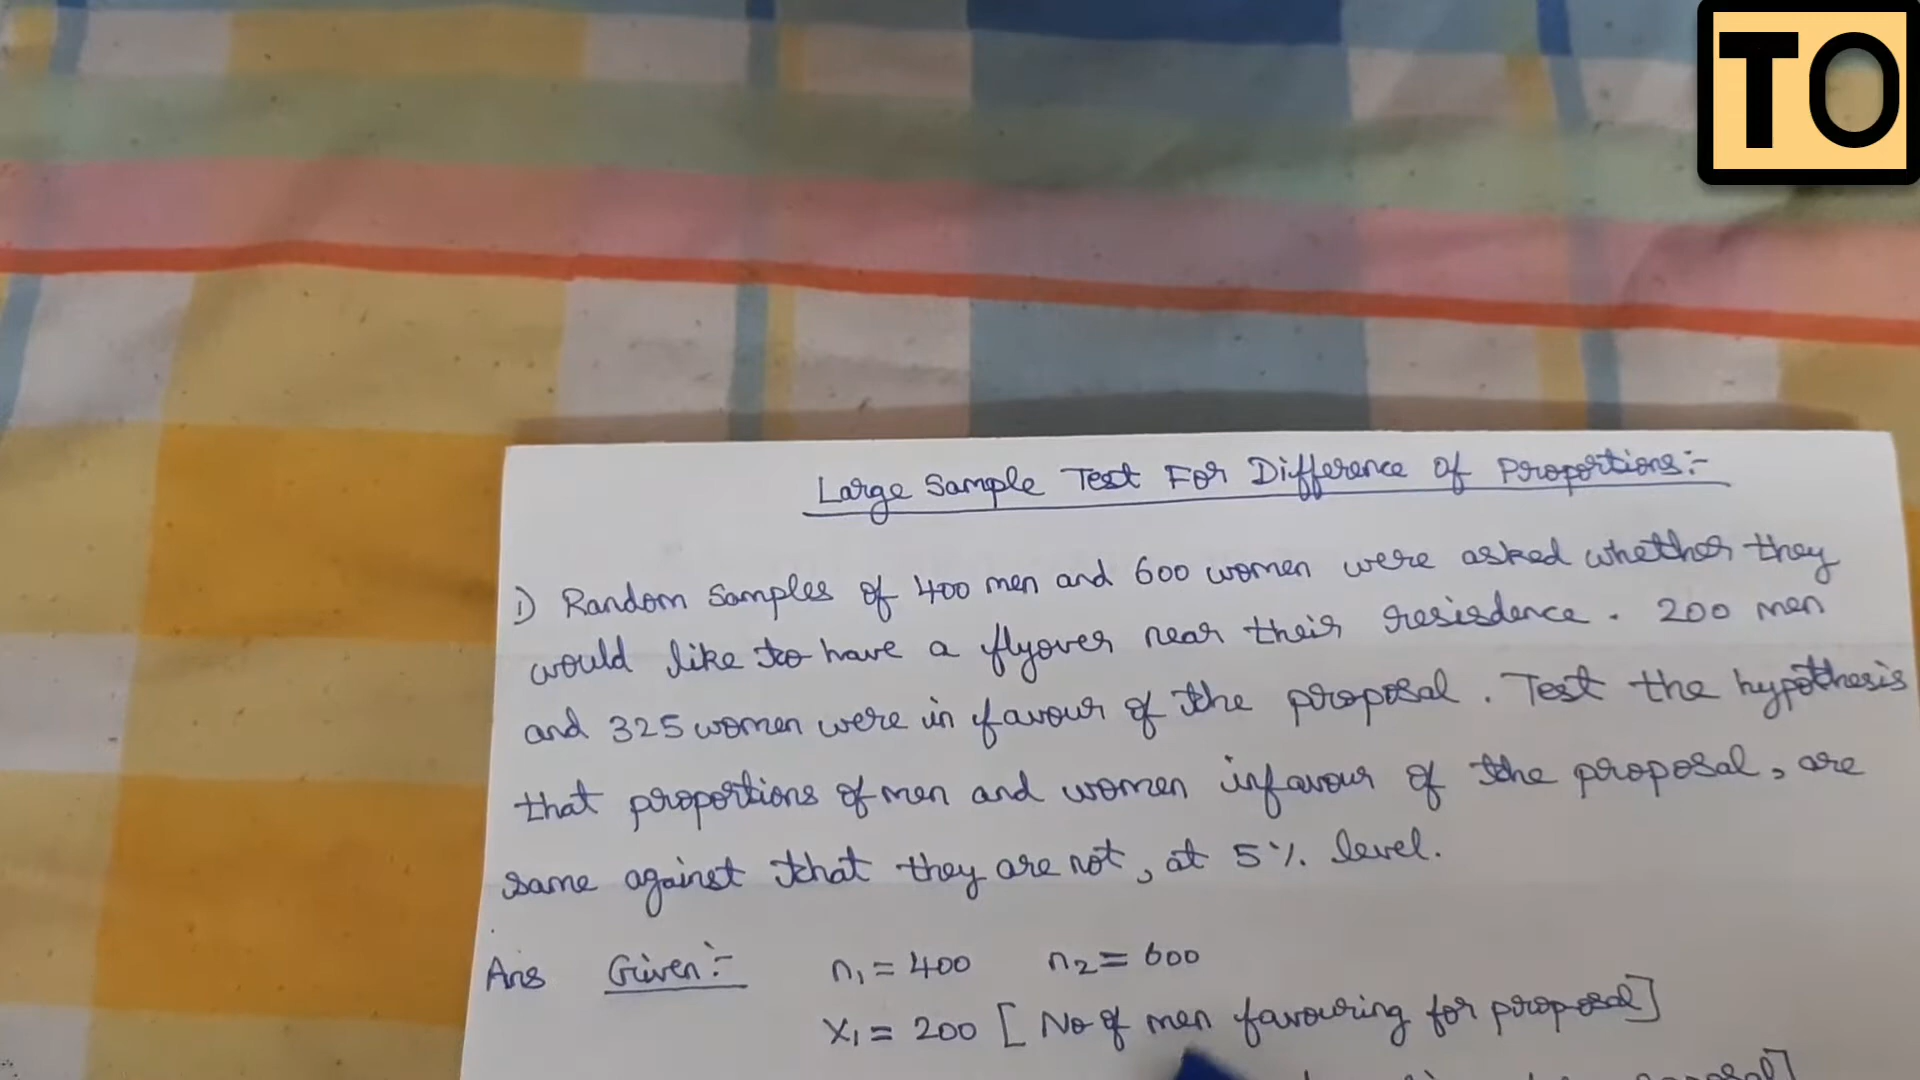 TO
Large Sample Test For Difference Of Proportions:-
1) Random Samples of 400 men and 600 women were asked whether they
would like to have a flyover near their resisdence. 200 men
and 325 women were in favour of the proposal. Test the hypothesis
that proportions of men and women infavour of the proposal, are
same against that they are not, at 5% level.
Ans Given:- n₁ = 400 n₂ = 600
X₁ = 200 [No of men favouring for proposal]
proposal]